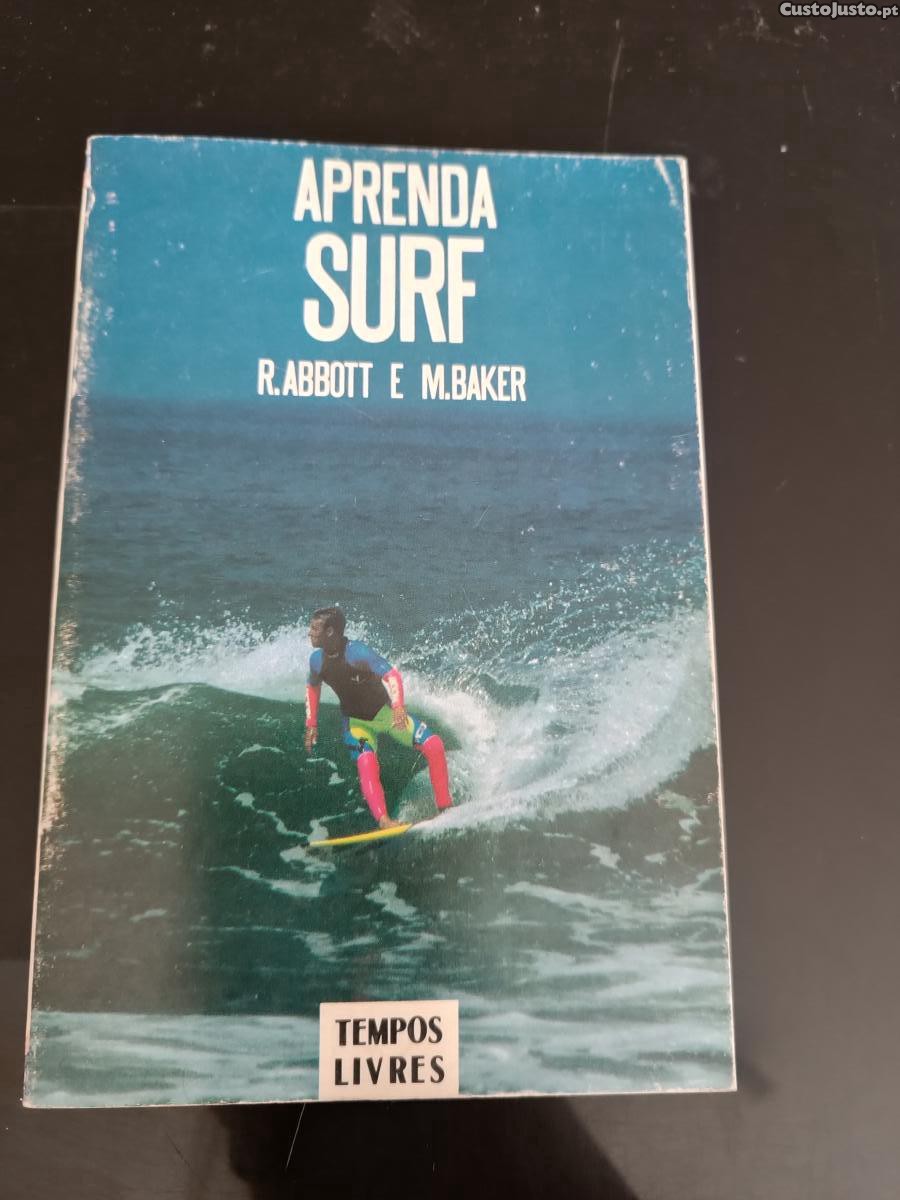 CustoJusto.pt
APRENDA
SURF
R.ABBOTT E M.BAKER
TEMPOS
LIVRES